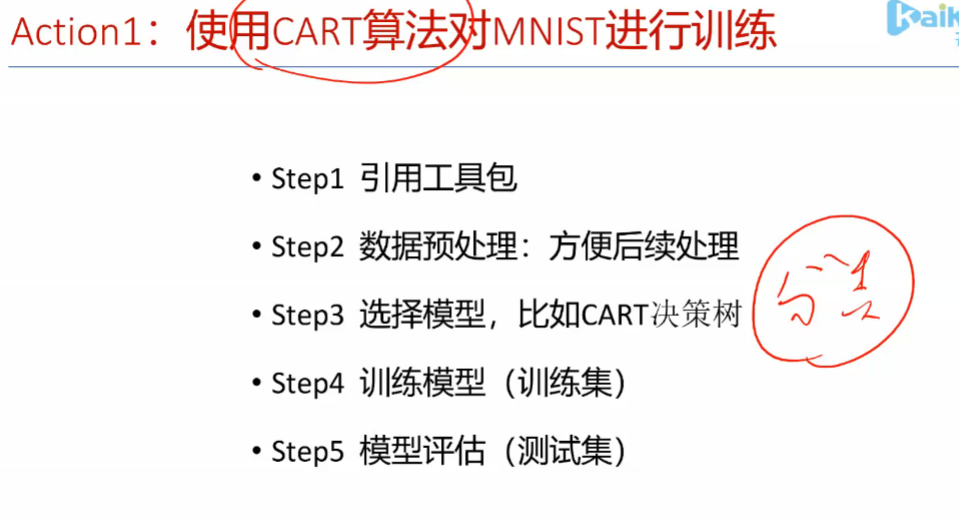 Action1：使用CART算法对MNIST进行训练
• Step1 引用工具包
• Step2 数据预处理：方便后续处理
• Step3 选择模型，比如CART决策树
分类
• Step4 训练模型（训练集）
• Step5 模型评估（测试集）